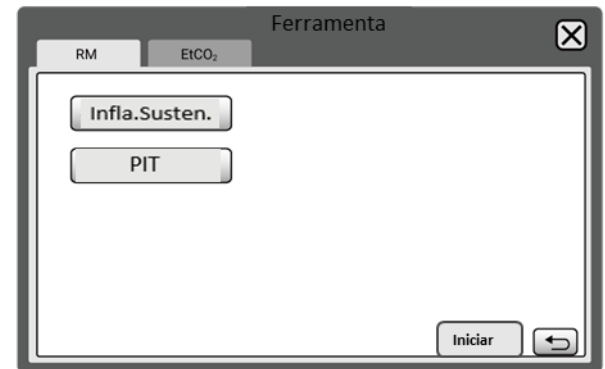 Ferramenta
RM
EtCO₂
Infla.Susten.
PIT
Iniciar